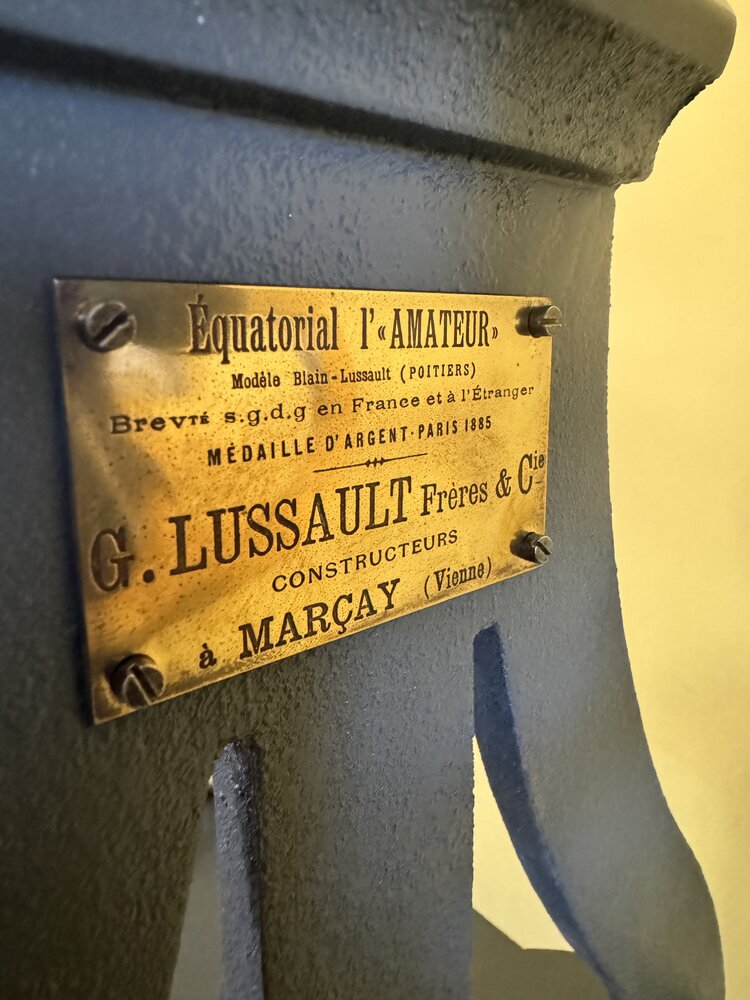 Équatorial l'«AMATEUR»
Modèle Blain-Lussault (POITIERS)
Brevté s.g.d.g en France et à l'Étranger
MÉDAILLE D'ARGENT·PARIS 1885
G. LUSSAULT Frères & Cie
CONSTRUCTEURS
à MARÇAY (Vienne)